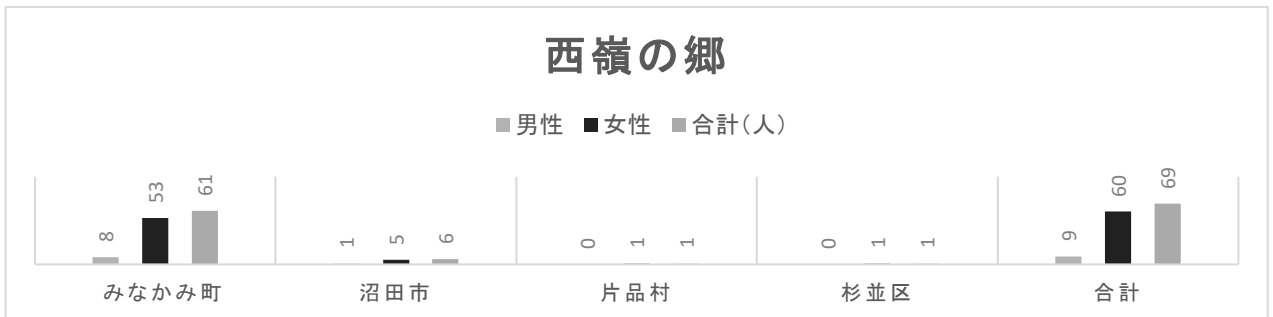 西嶺の郷
男性 女性 合計(人)
8 53 61 1 5 6 0 1 1 0 1 1 9 60 69
みなかみ町 沼田市 片品村 杉並区 合計